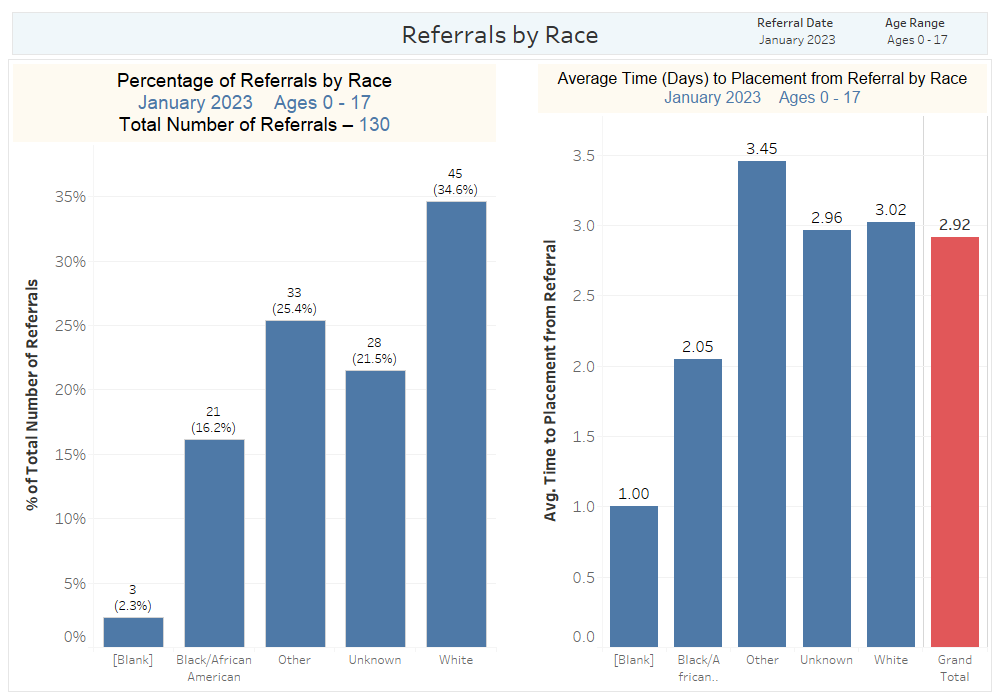 Referrals by Race
Referral Date
January 2023
Age Range
Ages 0 - 17
Percentage of Referrals by Race
January 2023 Ages 0 - 17
Total Number of Referrals – 130
% of Total Number of Referrals
35%
30%
25%
20%
15%
10%
5%
0%
3
(2.3%)
21
(16.2%)
33
(25.4%)
28
(21.5%)
45
(34.6%)
[Blank]
Black/African
American
Other
Unknown
White
Average Time (Days) to Placement from Referral by Race
January 2023 Ages 0 - 17
Avg. Time to Placement from Referral
3.5
3.0
2.5
2.0
1.5
1.0
0.5
0.0
1.00
2.05
3.45
2.96
3.02
2.92
[Blank]
Black/A
frican..
Other
Unknown
White
Grand
Total